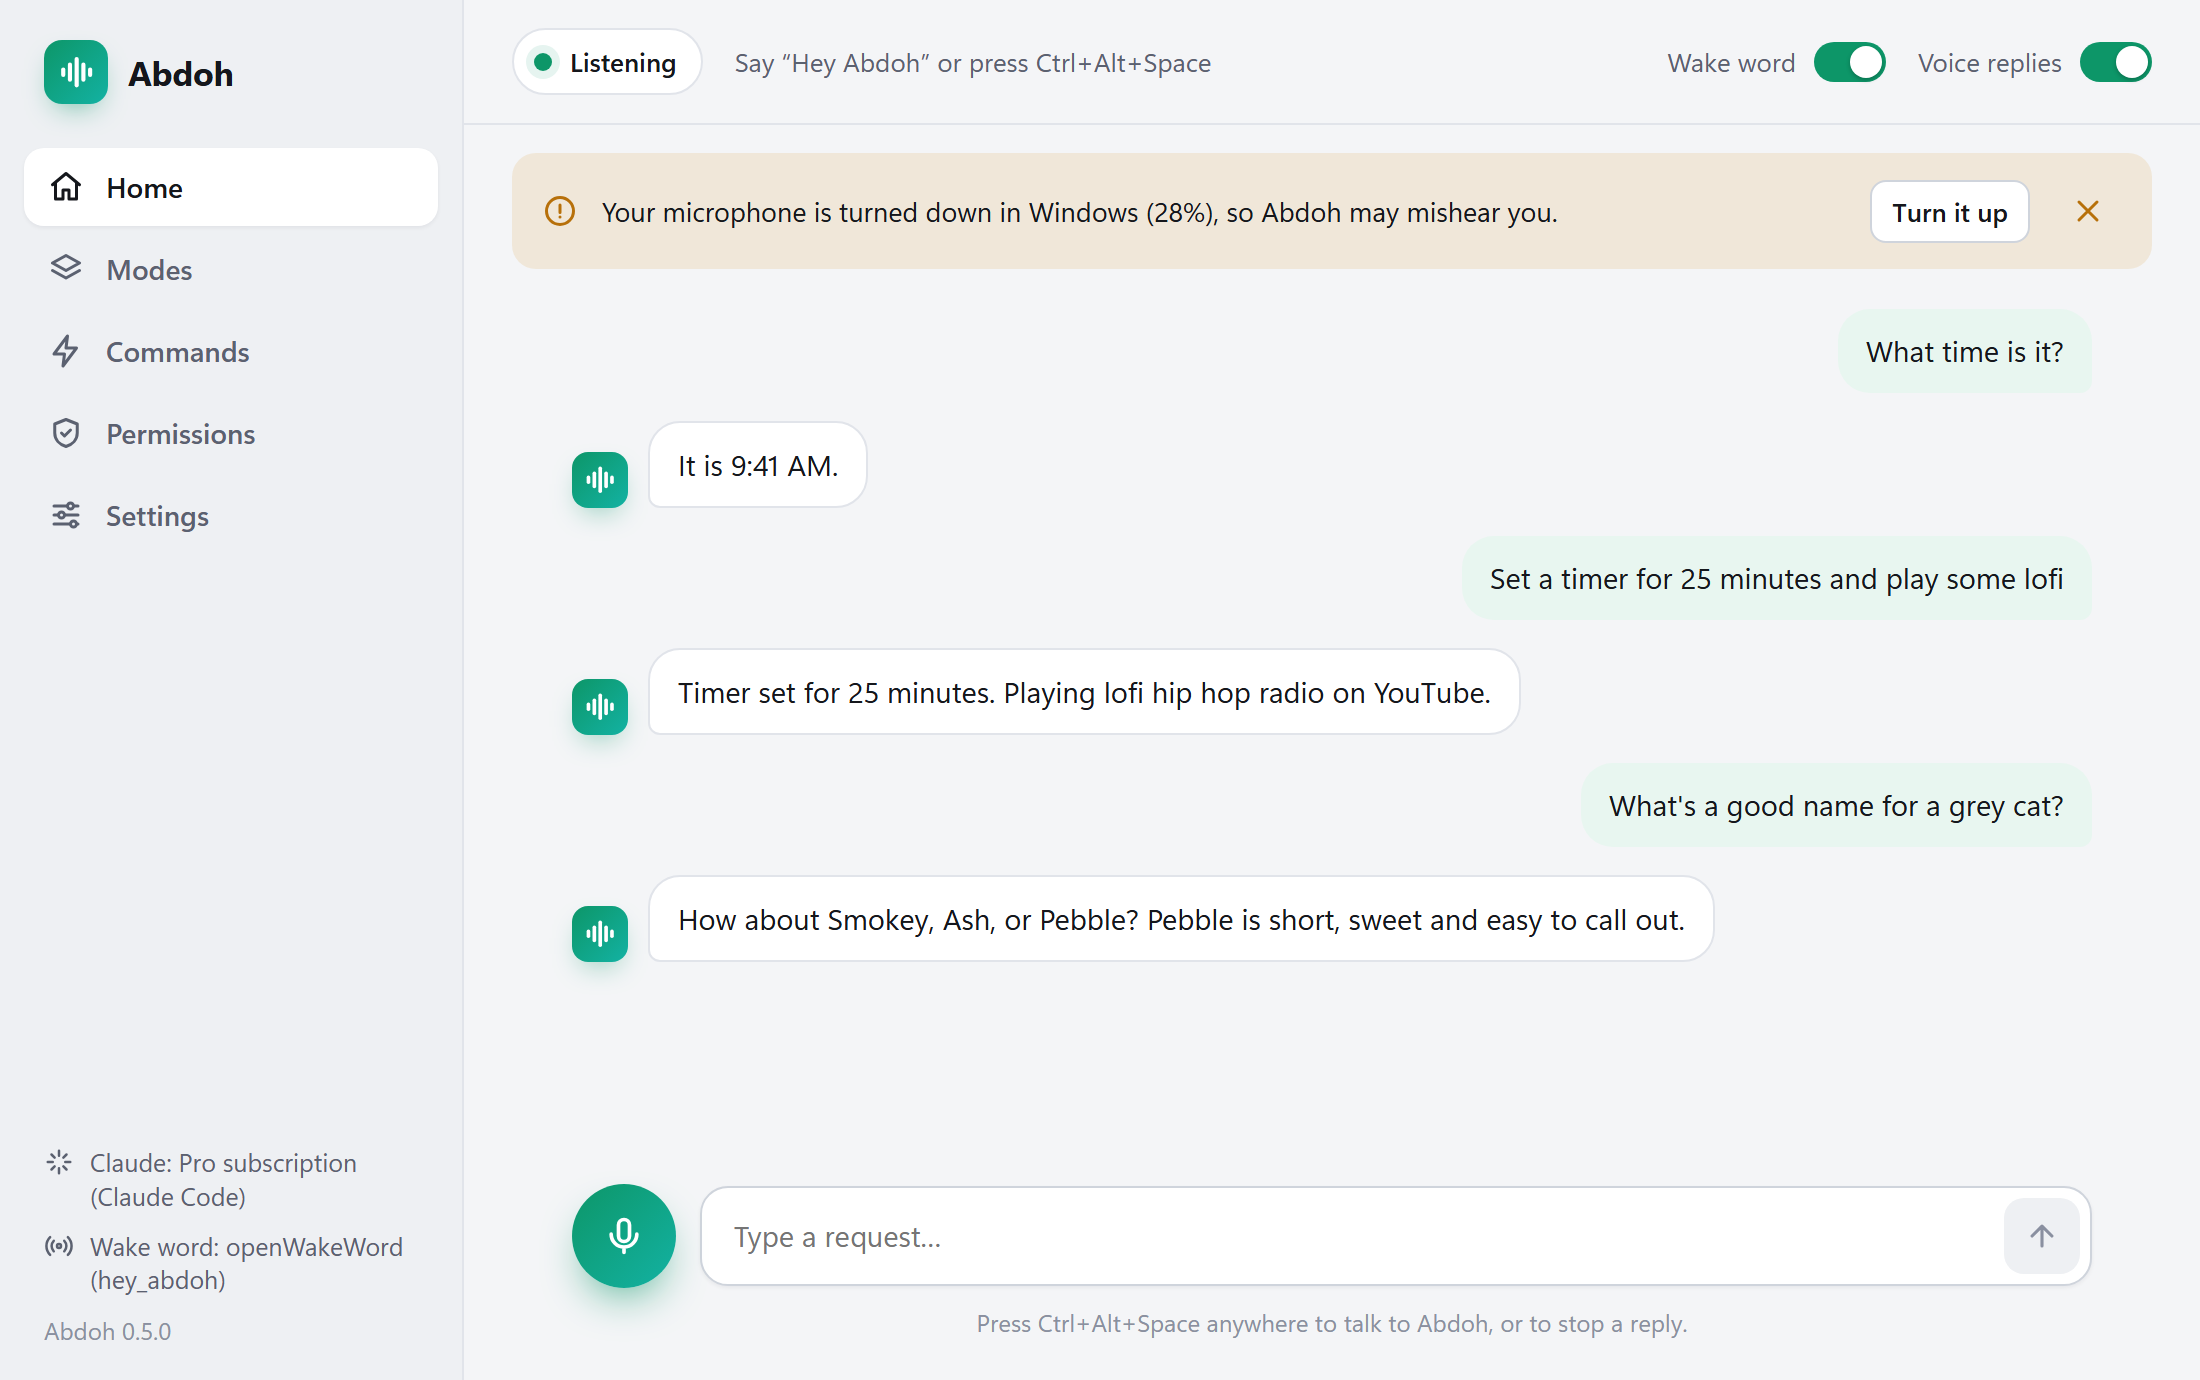 Abdoh
Home
Modes
Commands
Permissions
Settings
Claude: Pro subscription
(Claude Code)
Wake word: openWakeWord
(hey_abdoh)
Abdoh 0.5.0
Listening
Say “Hey Abdoh” or press Ctrl+Alt+Space
Wake word
Voice replies
Your microphone is turned down in Windows (28%), so Abdoh may mishear you.
Turn it up
What time is it?
It is 9:41 AM.
Set a timer for 25 minutes and play some lofi
Timer set for 25 minutes. Playing lofi hip hop radio on YouTube.
What's a good name for a grey cat?
How about Smokey, Ash, or Pebble? Pebble is short, sweet and easy to call out.
Type a request...
Press Ctrl+Alt+Space anywhere to talk to Abdoh, or to stop a reply.